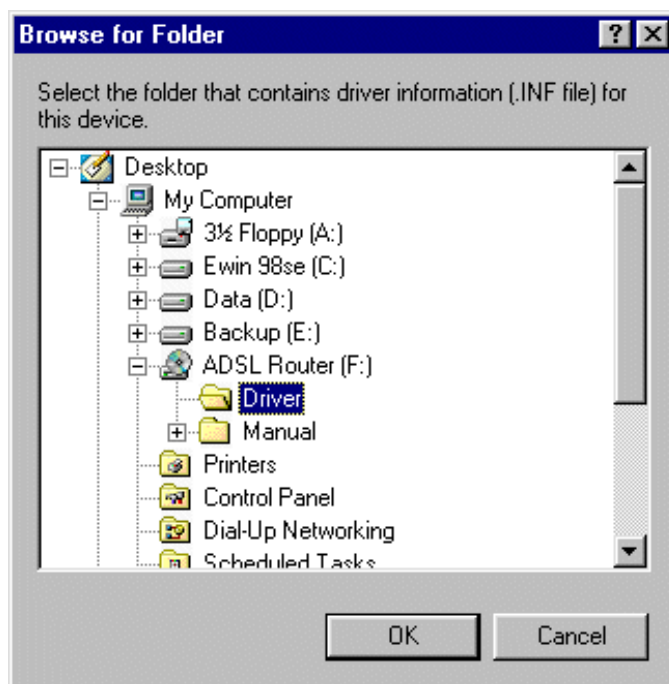 Browse for Folder
Select the folder that contains driver information (.INF file) for
this device.
Desktop
My Computer
3½ Floppy (A:)
Ewin 98se (C:)
Data (D:)
Backup (E:)
ADSL Router (F:)
Driver
Manual
Printers
Control Panel
Dial-Up Networking
Scheduled Tasks
OK Cancel